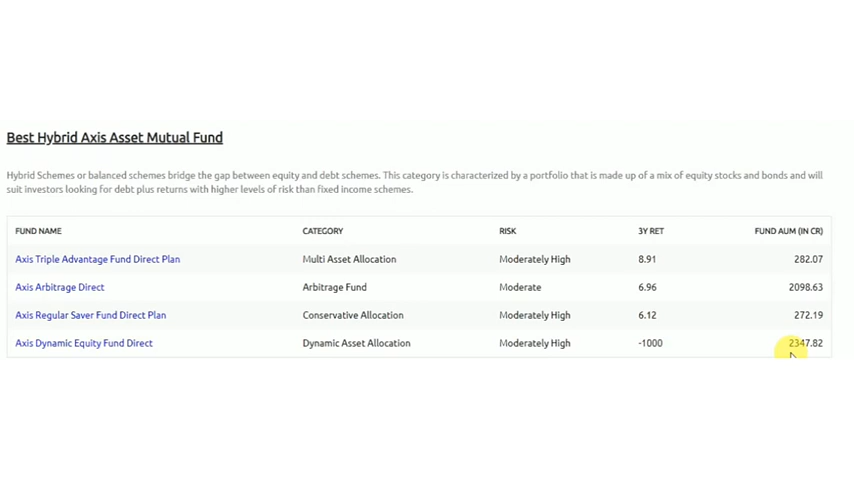 Best Hybrid Axis Asset Mutual Fund
Hybrid Schemes or balanced schemes bridge the gap between equity and debt schemes. This category is characterized by a portfolio that is made up of a mix of equity stocks and bonds and will
suit investors looking for debt plus returns with higher levels of risk than fixed income schemes.
FUND NAME CATEGORY RISK 3Y RET FUND AUM (IN CR)
Axis Triple Advantage Fund Direct Plan Multi Asset Allocation Moderately High 8.91 282.07
Axis Arbitrage Direct Arbitrage Fund Moderate 6.96 2098.63
Axis Regular Saver Fund Direct Plan Conservative Allocation Moderately High 6.12 272.19
Axis Dynamic Equity Fund Direct Dynamic Asset Allocation Moderately High -1000 2347.82